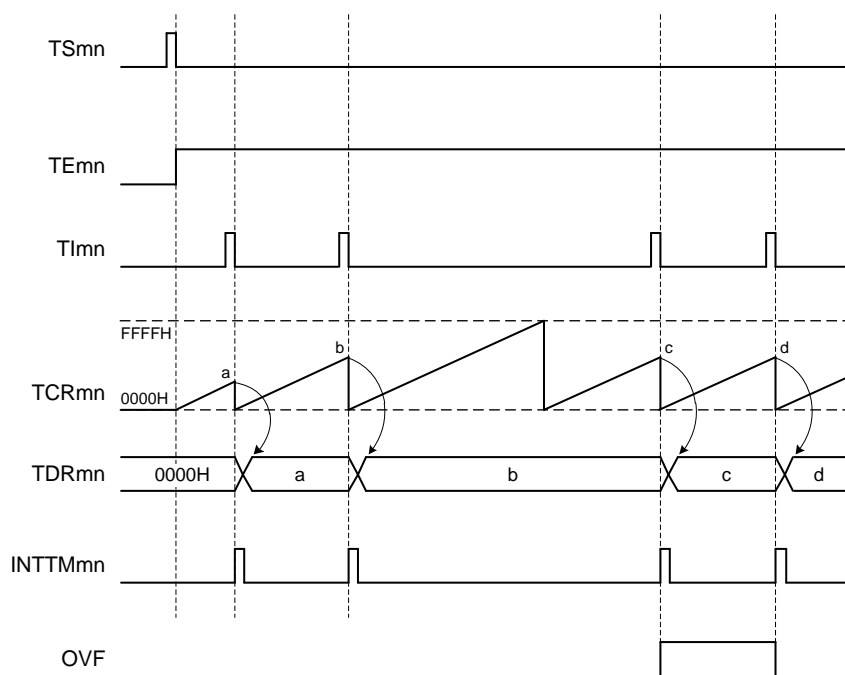 TSmn
TEmn
TImn
FFFFH
a
b
c
d
TCRmn
0000H
TDRmn
0000H
a
b
c
d
INTTMmn
OVF